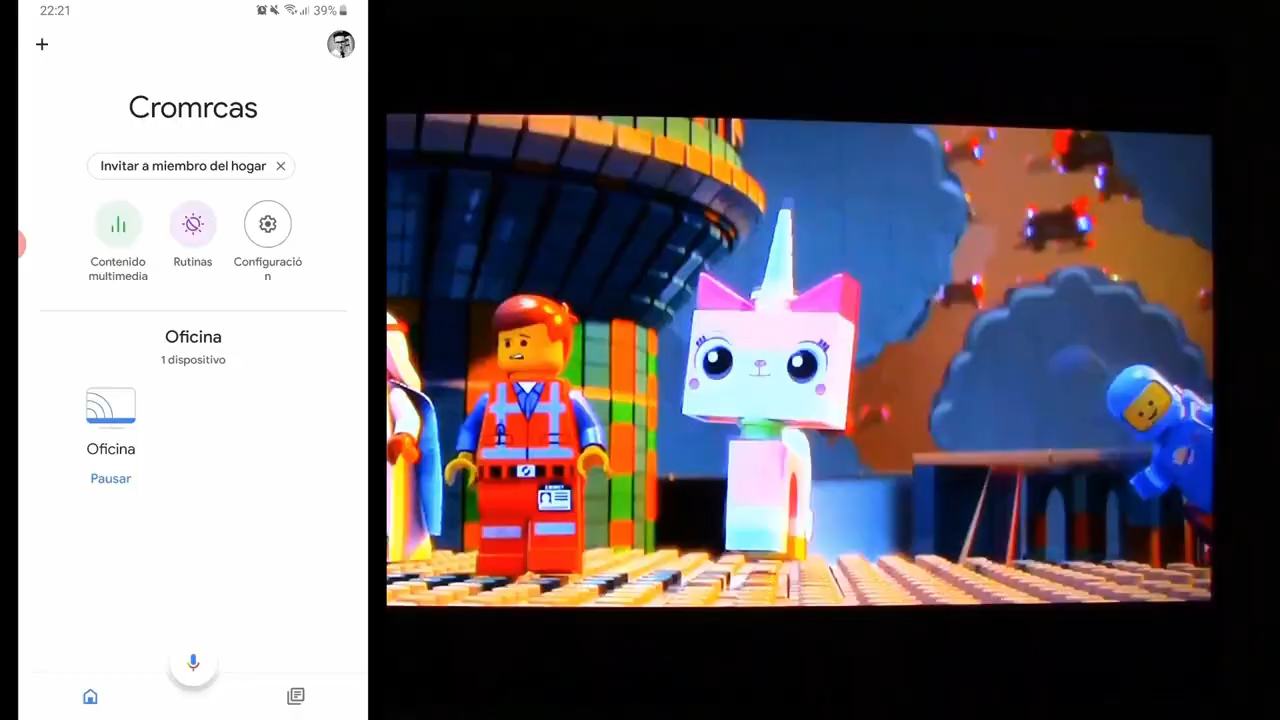 22:21
39%
Cromrcas
Invitar a miembro del hogar
Contenido
multimedia
Rutinas
Configuració
n
Oficina
1 dispositivo
Oficina
Pausar